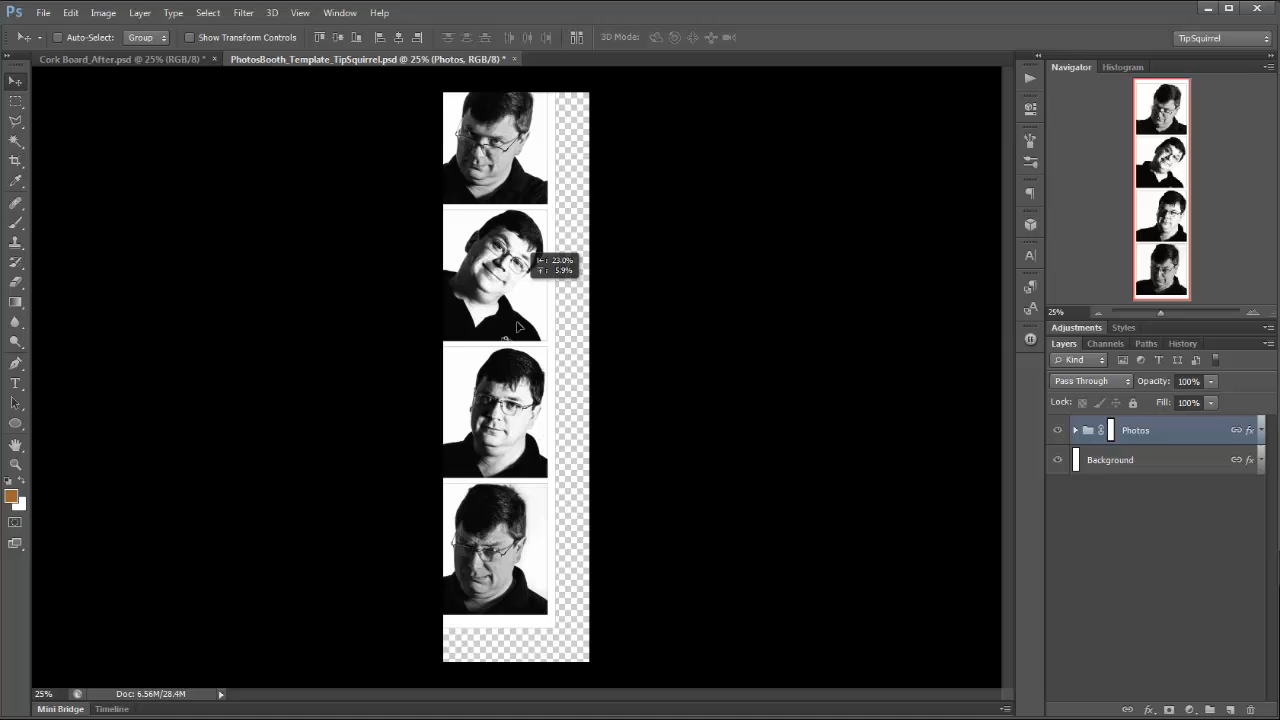 Ps File Edit Image Layer Type Select Filter 3D View Window Help
Auto-Select: Group Show Transform Controls 3D Mode: TipSquirrel
Cork Board_After.psd @ 25% (RGB/8) * × PhotosBooth_Template_TipSquirrel.psd @ 25% (Photos, RGB/8) * ×
Navigator Histogram
23.0%
5.9%
25%
Adjustments Styles
Layers Channels Paths History
Kind
Pass Through Opacity: 100%
Lock: Fill: 100%
Photos fx
Background fx
25% Doc: 6.56M/28.4M
Mini Bridge Timeline